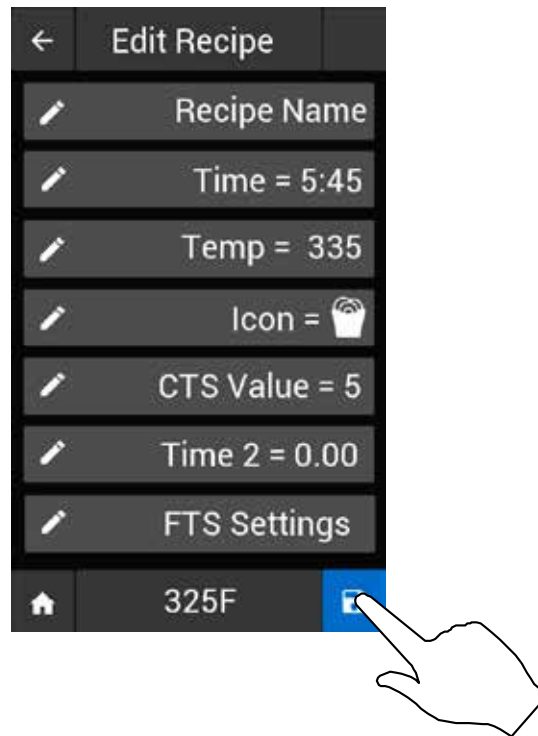 Edit Recipe
Recipe Name
Time = 5:45
Temp = 335
Icon =
CTS Value = 5
Time 2 = 0.00
FTS Settings
325F